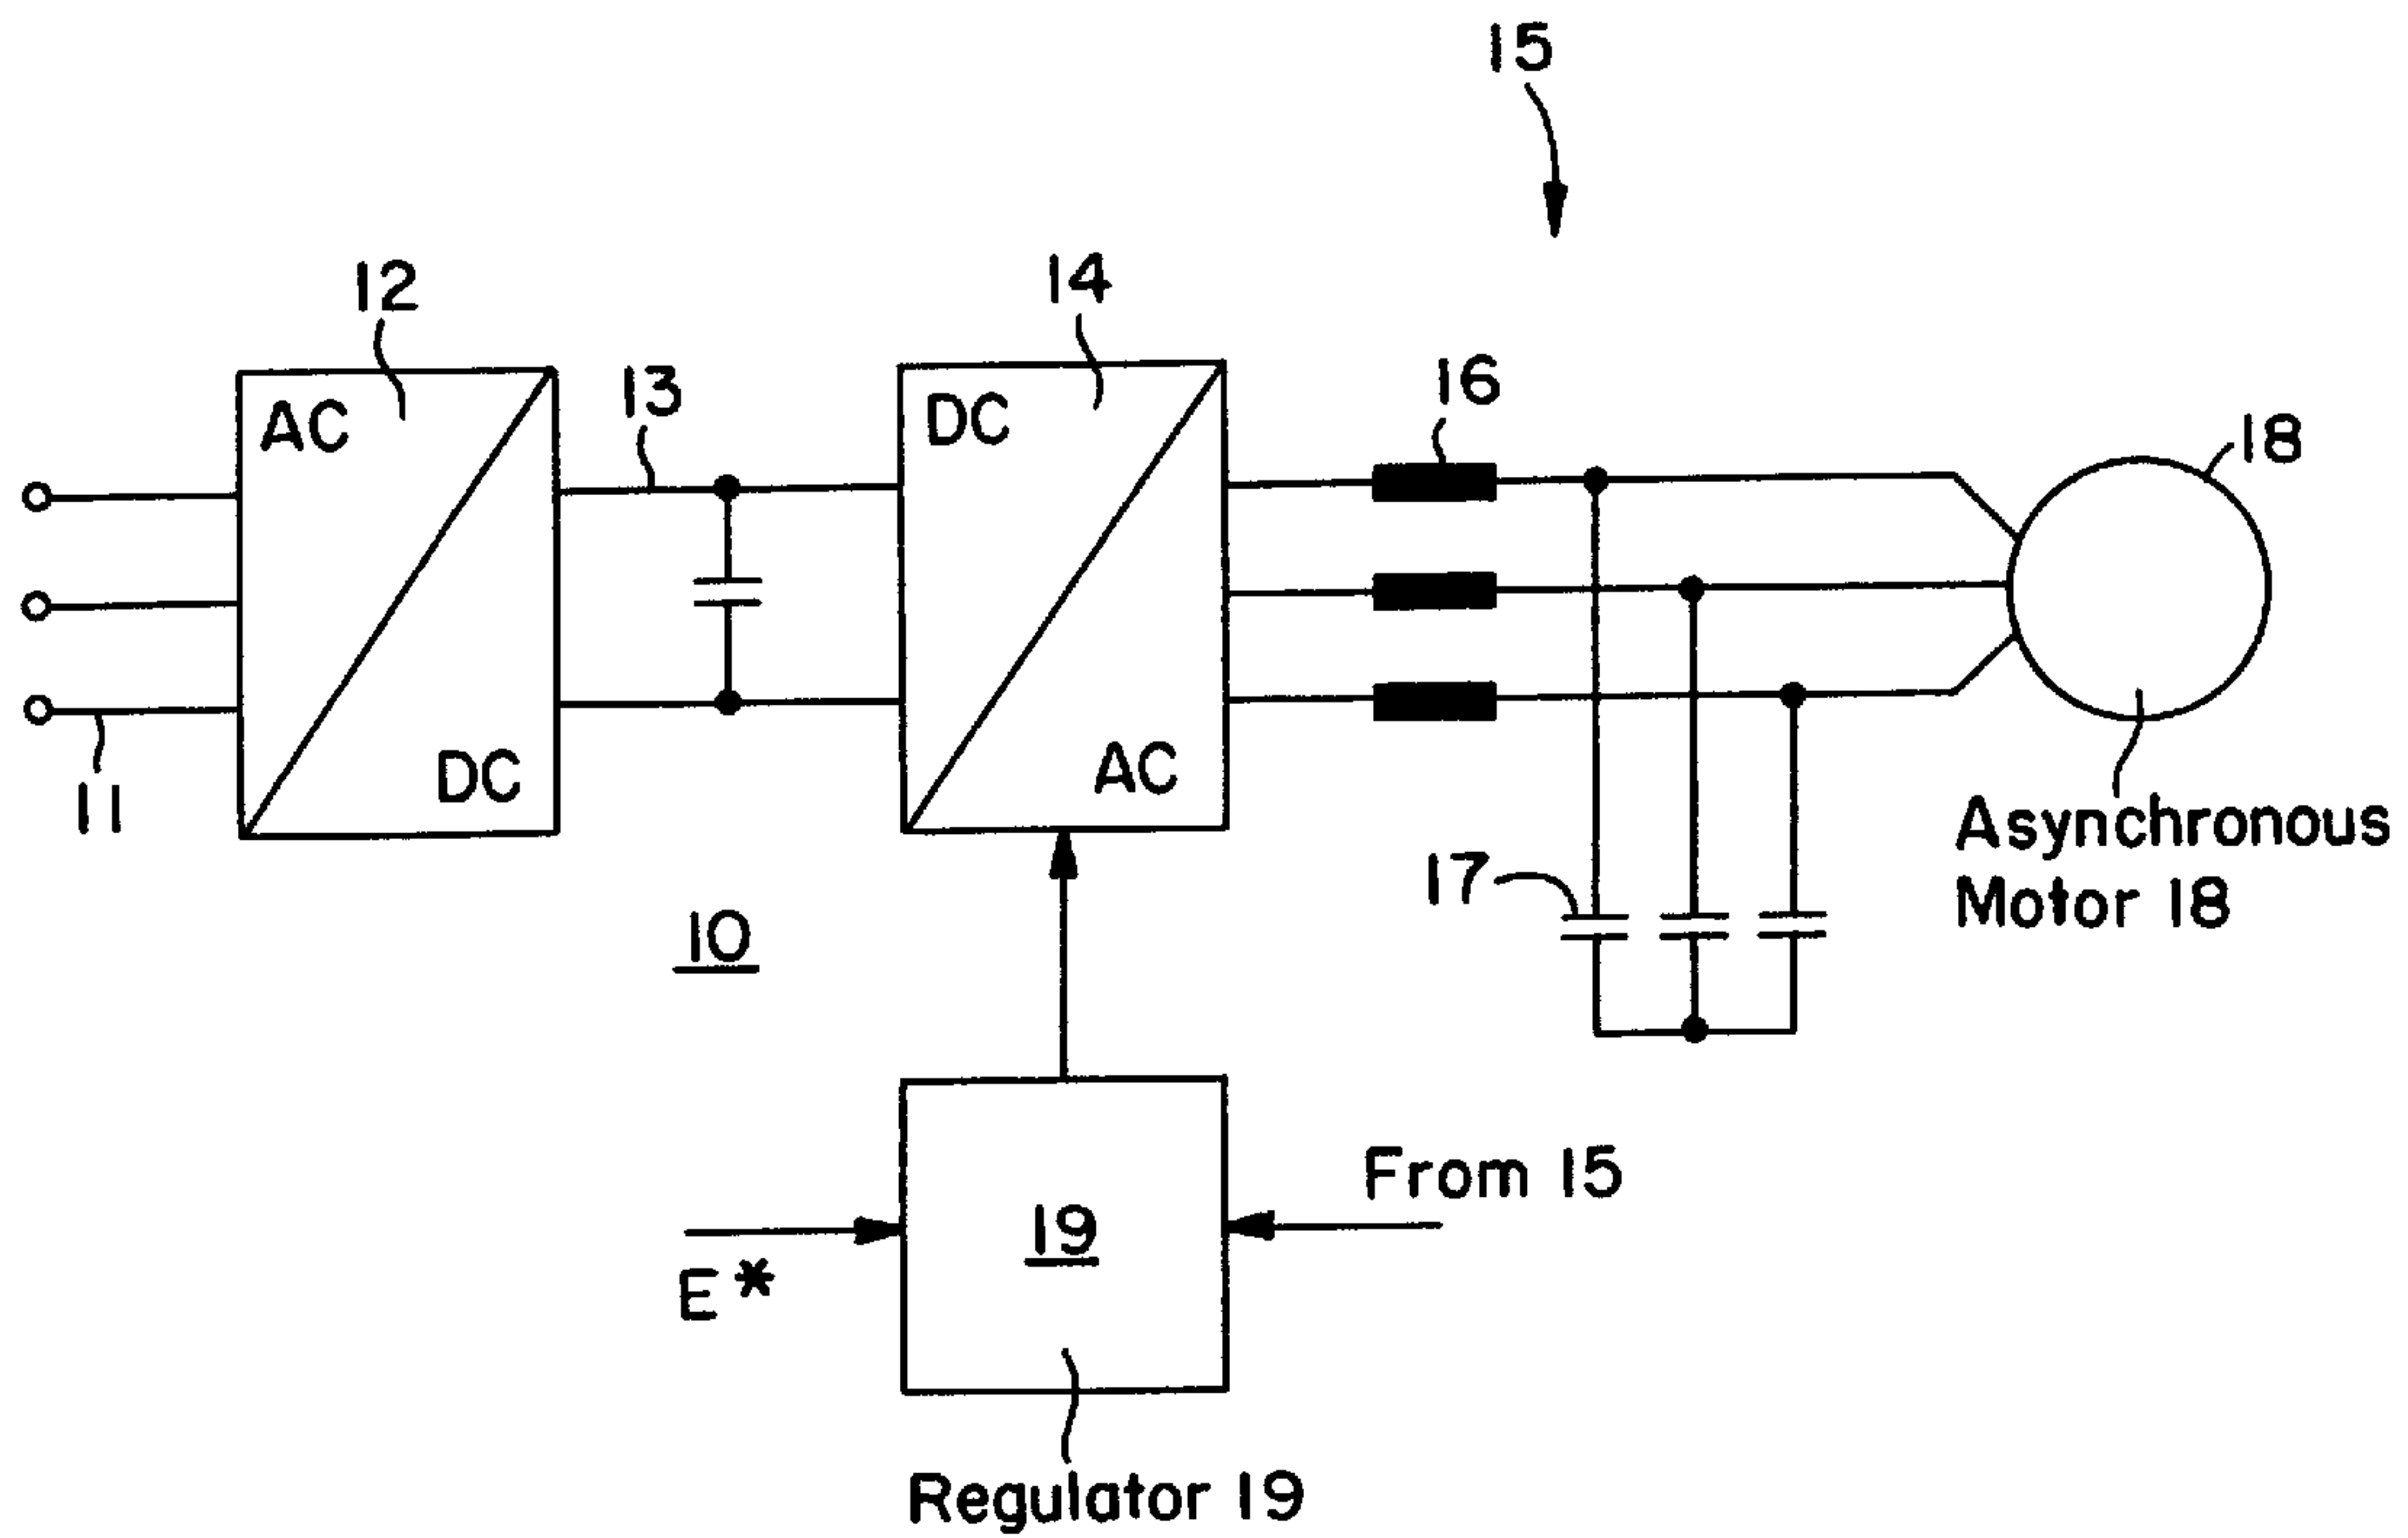 15
12
14
13
16
18
AC
DC
DC
AC
11
17
Asynchronous
Motor 18
10
From 15
19
E*
Regulator 19